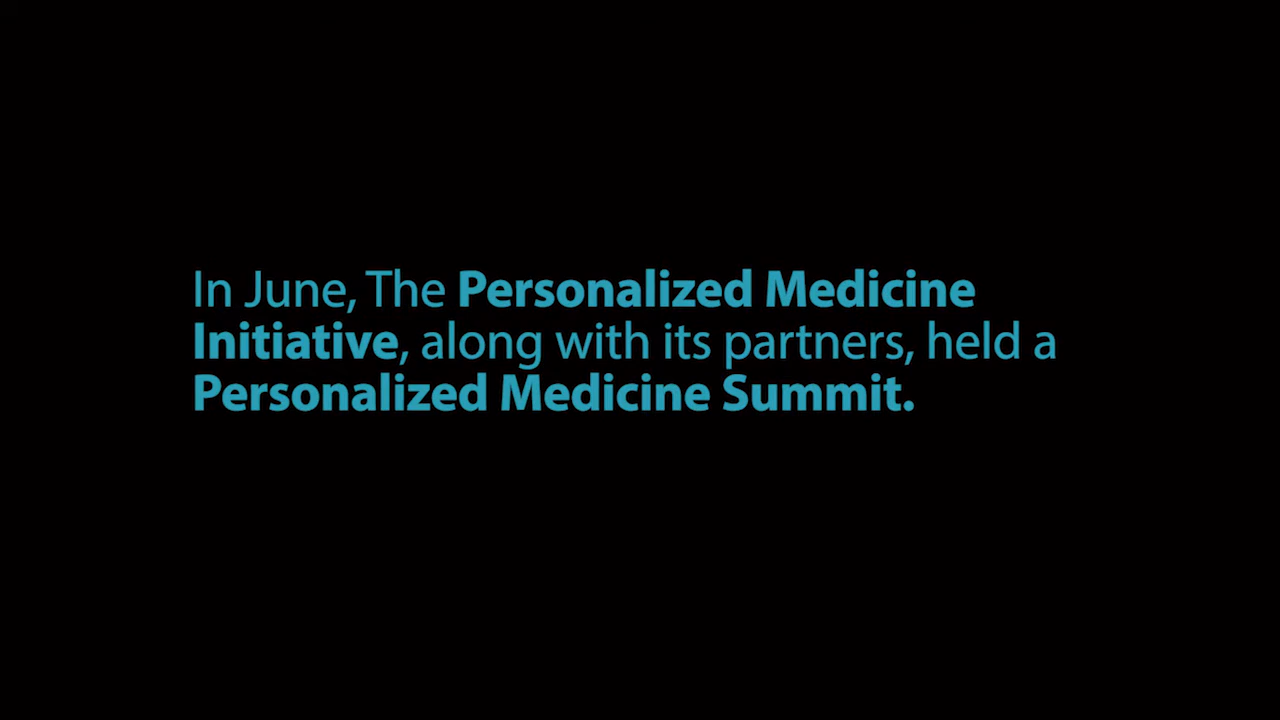 In June, The Personalized Medicine
Initiative, along with its partners, held a
Personalized Medicine Summit.